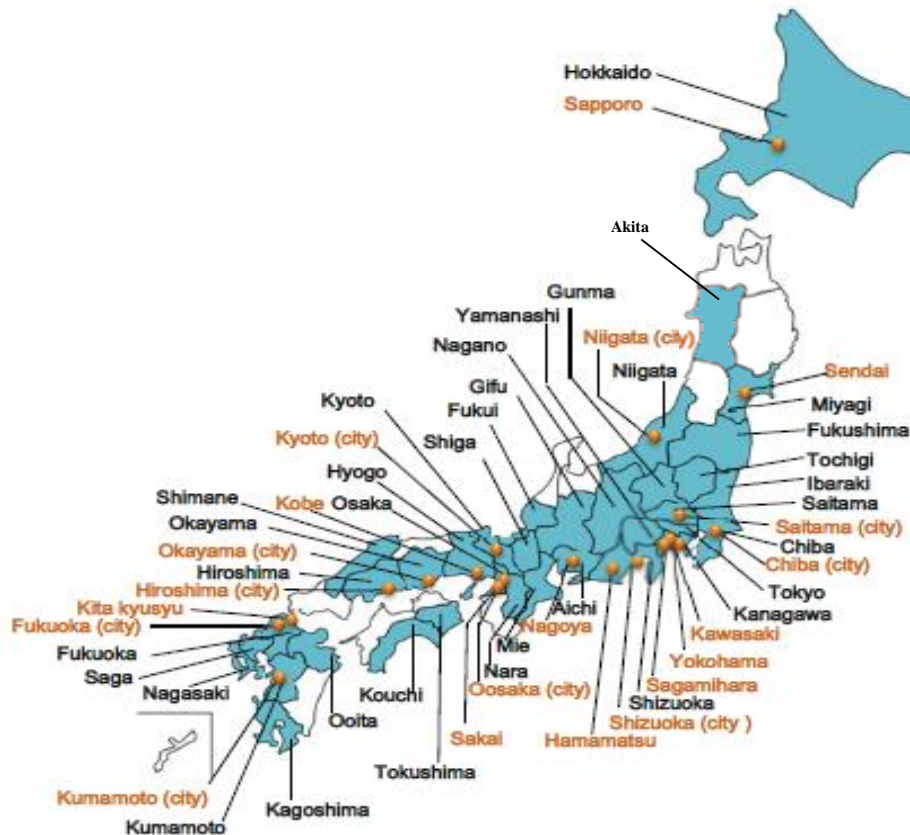 Hokkaido
Sapporo
Akita
Gunma
Yamanashi
Niigata (city)
Nagano
Niigata
Sendai
Gifu
Miyagi
Kyoto
Fukui
Fukushima
Kyoto (city)
Shiga
Tochigi
Hyogo
Ibaraki
Shimane
Kobe
Osaka
Saitama
Okayama
Saitama (city)
Okayama (city)
Chiba
Hiroshima
Chiba (city)
Hiroshima (city)
Tokyo
Kita kyusyu
Aichi
Kanagawa
Fukuoka (city)
Nagoya
Kawasaki
Mie
Fukuoka
Yokohama
Saga
Nara
Nagasaki
Kouchi
Oosaka (city)
Sagamihara
Shizuoka
Ooita
Shizuoka (city )
Sakai
Hamamatsu
Tokushima
Kumamoto (city)
Kagoshima
Kumamoto